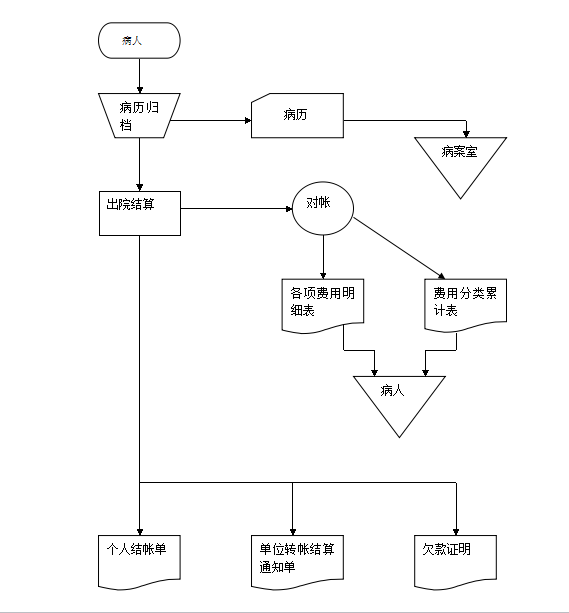 病人
病历归
档
病历
病案室
出院结算
对帐
各项费用明
细表
费用分类累
计表
病人
个人结帐单
单位转帐结算
通知单
欠款证明